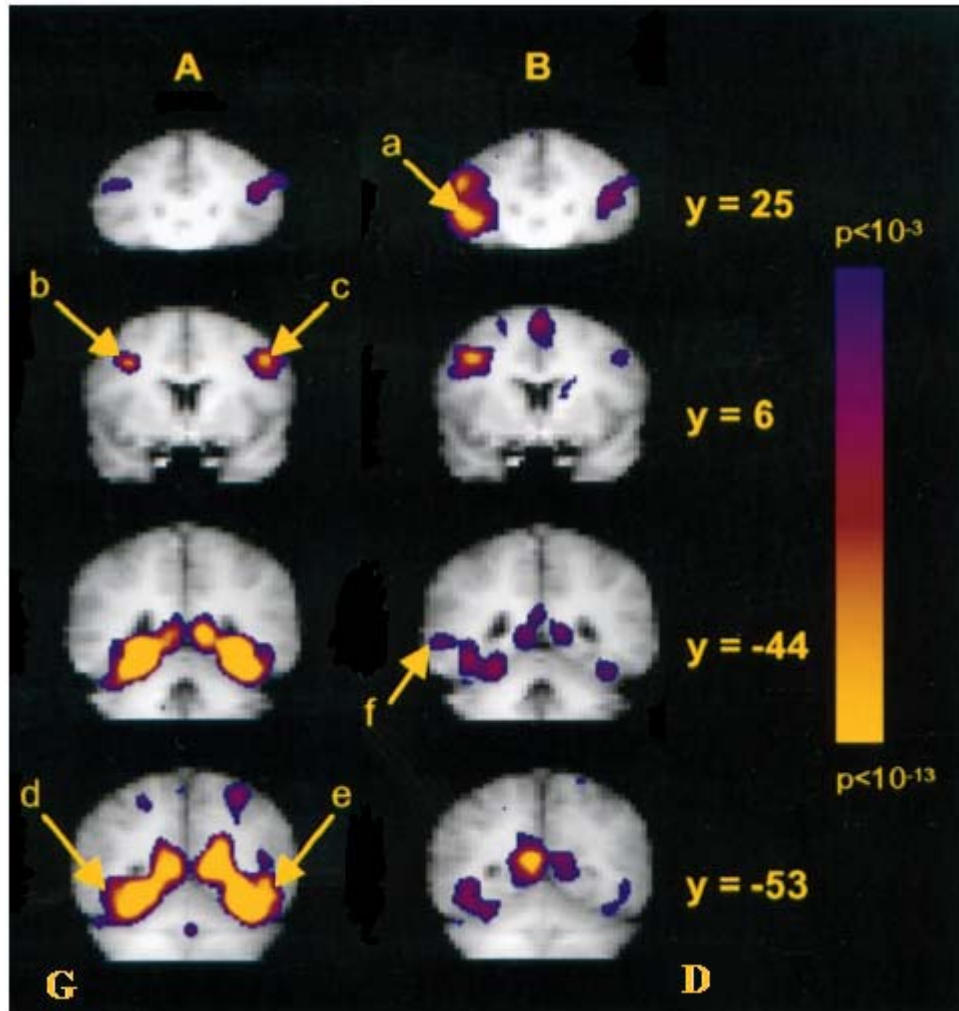 A B
a
y = 25
p<10⁻³
b c
y = 6
y = -44
f
p<10⁻¹³
d e
y = -53
G D